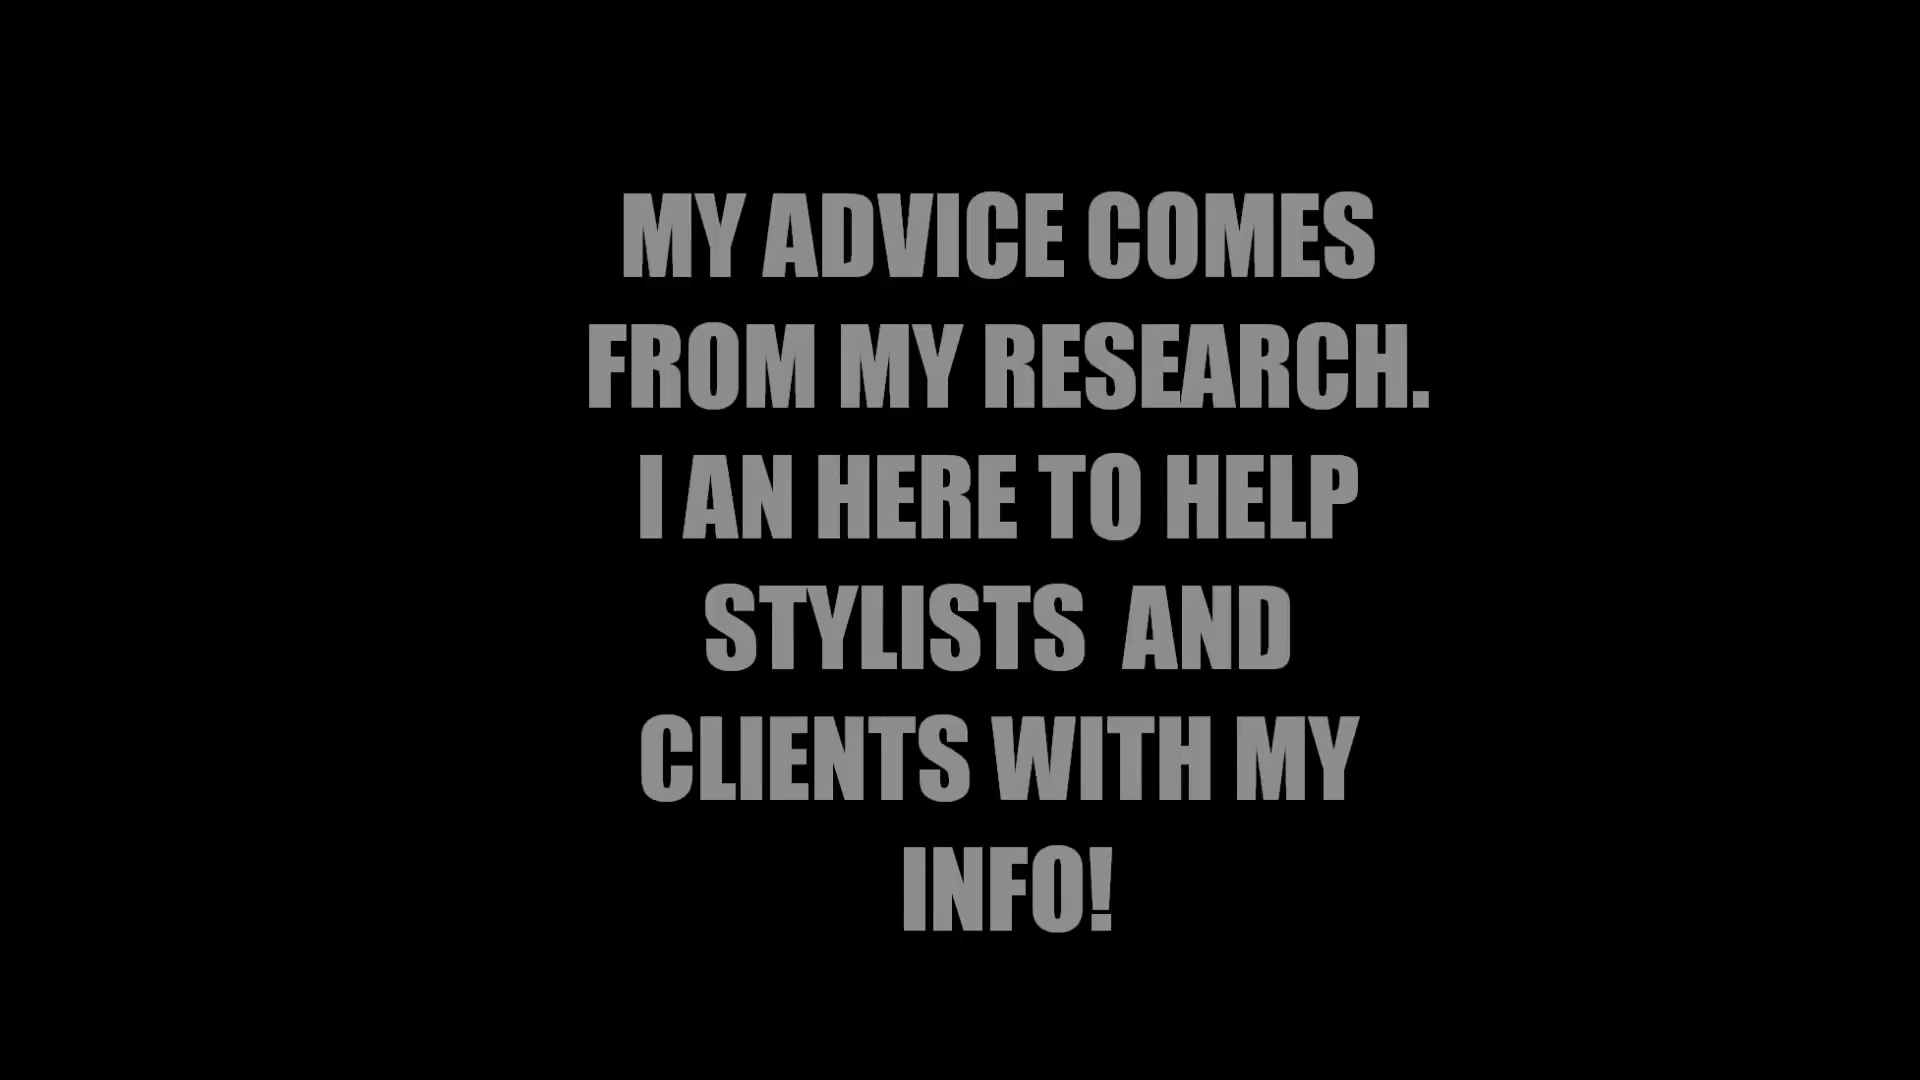 MY ADVICE COMES
FROM MY RESEARCH.
I AN HERE TO HELP
STYLISTS  AND
CLIENTS WITH MY
INFO!